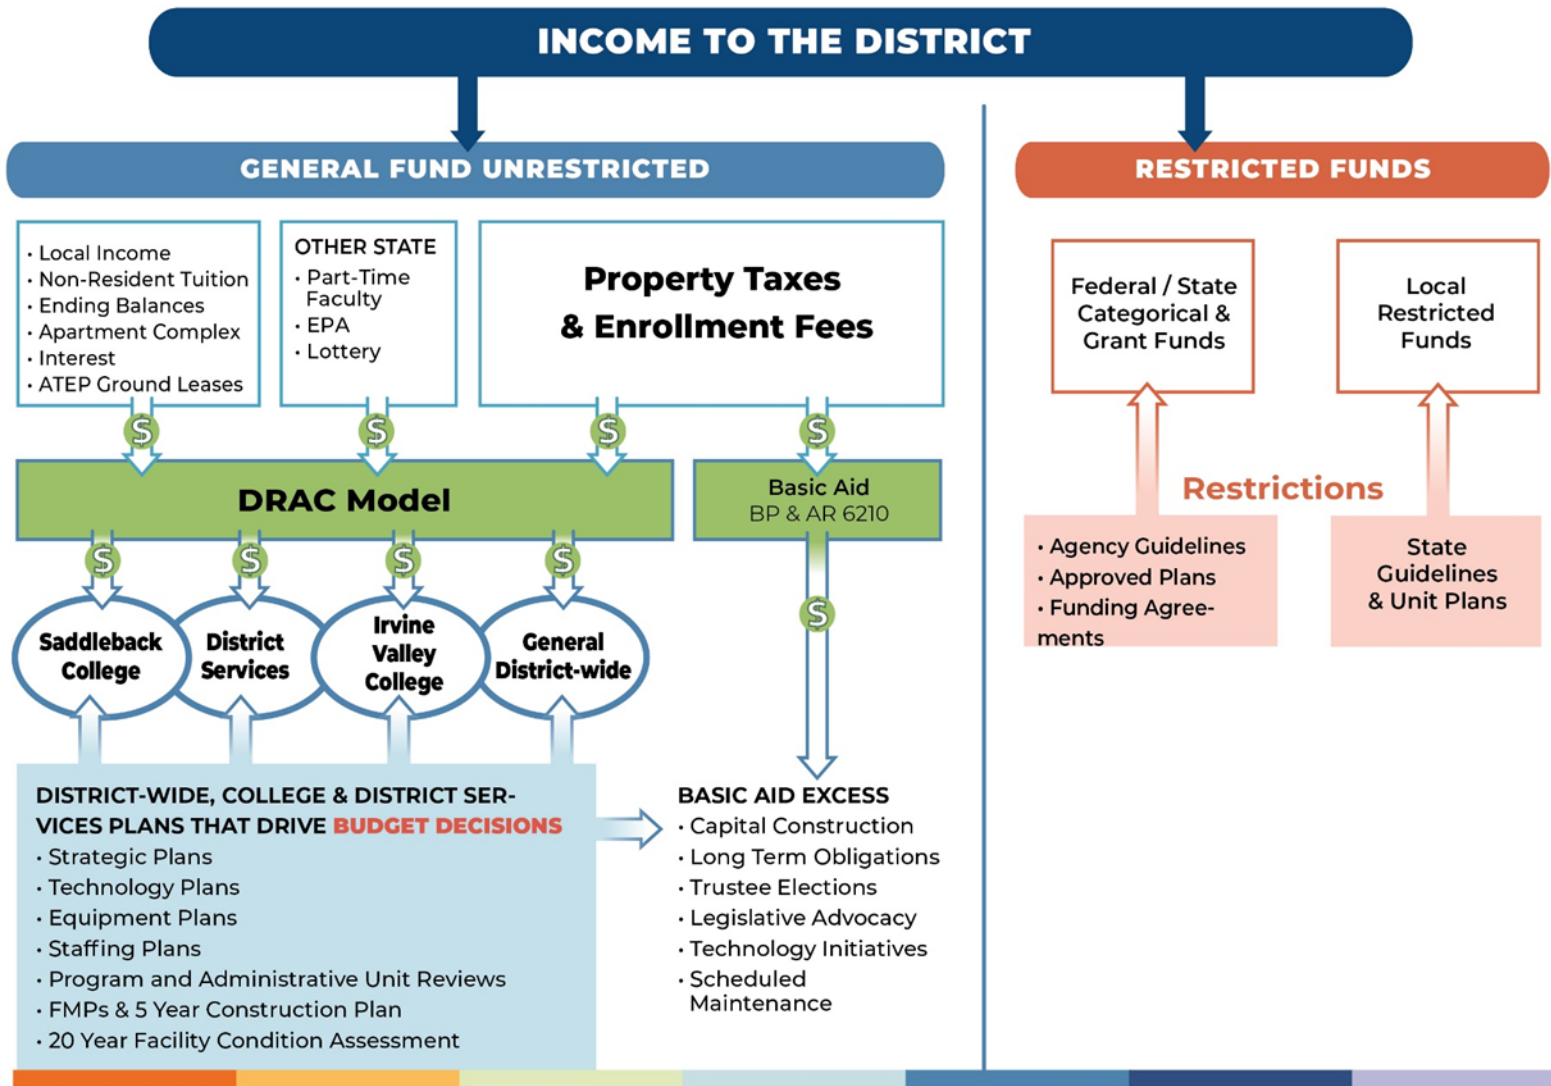 INCOME TO THE DISTRICT
GENERAL FUND UNRESTRICTED
· Local Income
· Non-Resident Tuition
· Ending Balances
· Apartment Complex
· Interest
· ATEP Ground Leases
OTHER STATE
· Part-Time
Faculty
· EPA
· Lottery
Property Taxes
& Enrollment Fees
$
$
$
$
DRAC Model
Basic Aid
BP & AR 6210
$
$
$
$
$
Saddleback
College
District
Services
Irvine
Valley
College
General
District-wide
DISTRICT-WIDE, COLLEGE & DISTRICT SER-
VICES PLANS THAT DRIVE BUDGET DECISIONS
· Strategic Plans
· Technology Plans
· Equipment Plans
· Staffing Plans
· Program and Administrative Unit Reviews
· FMPs & 5 Year Construction Plan
· 20 Year Facility Condition Assessment
BASIC AID EXCESS
· Capital Construction
· Long Term Obligations
· Trustee Elections
· Legislative Advocacy
· Technology Initiatives
· Scheduled
Maintenance
RESTRICTED FUNDS
Federal / State
Categorical &
Grant Funds
Local
Restricted
Funds
Restrictions
· Agency Guidelines
· Approved Plans
· Funding Agree-
ments
State
Guidelines
& Unit Plans